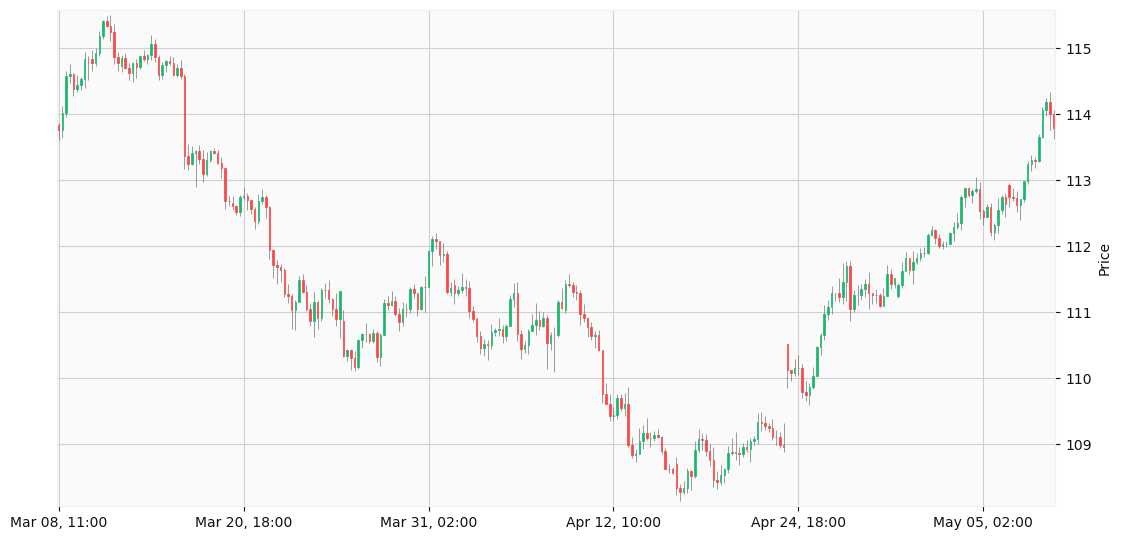 115
114
113
112
111
110
109
Price
Mar 08, 11:00
Mar 20, 18:00
Mar 31, 02:00
Apr 12, 10:00
Apr 24, 18:00
May 05, 02:00